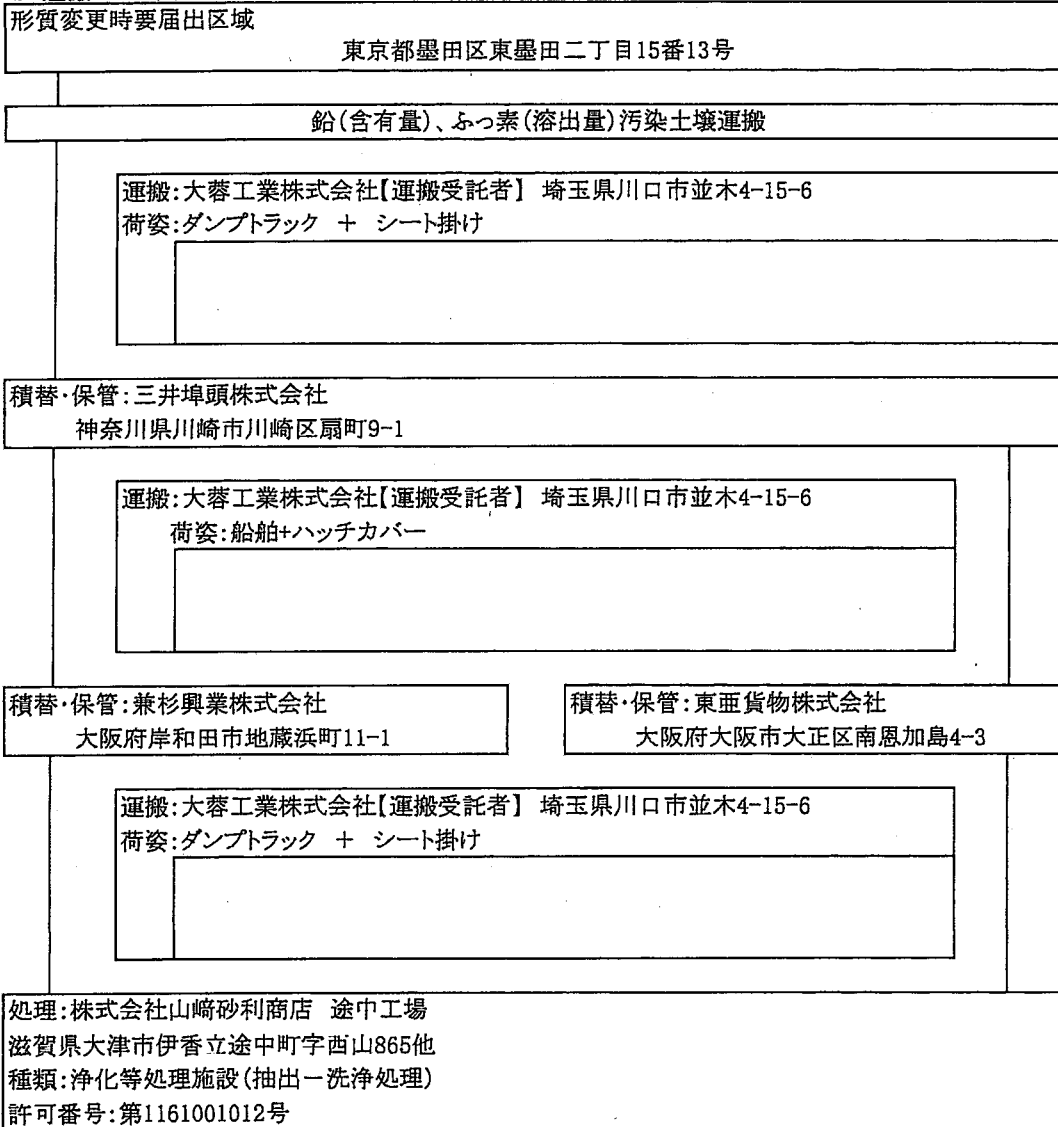 形質変更時要届出区域
東京都墨田区東墨田二丁目15番13号
鉛(含有量)、ふっ素(溶出量)汚染土壌運搬
運搬:大蓉工業株式会社【運搬受託者】 埼玉県川口市並木4-15-6
荷姿:ダンプトラック + シート掛け
積替・保管:三井埠頭株式会社
神奈川県川崎市川崎区扇町9-1
運搬:大蓉工業株式会社【運搬受託者】 埼玉県川口市並木4-15-6
荷姿:船舶+ハッチカバー
積替・保管:兼杉興業株式会社
大阪府岸和田市地蔵浜町11-1
積替・保管:東亜貨物株式会社
大阪府大阪市大正区南恩加島4-3
運搬:大蓉工業株式会社【運搬受託者】 埼玉県川口市並木4-15-6
荷姿:ダンプトラック + シート掛け
処理:株式会社山﨑砂利商店 途中工場
滋賀県大津市伊香立途中町字西山865他
種類:浄化等処理施設(抽出ー洗浄処理)
許可番号:第1161001012号